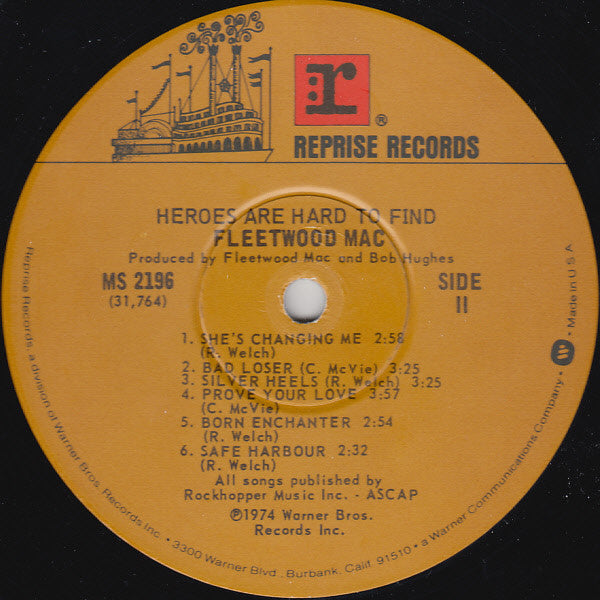 r®
REPRISE RECORDS
HEROES ARE HARD TO FIND
FLEETWOOD MAC
Produced by Fleetwood Mac and Bob Hughes
MS 2196
(31,764)
SIDE
II
1. SHE'S CHANGING ME 2:58
(R. Welch)
2. BAD LOSER (C. McVie) 3:25
3. SILVER HEELS (R. Welch) 3:25
4. PROVE YOUR LOVE 3:57
(C. McVie)
5. BORN ENCHANTER 2:54
(R. Welch)
6. SAFE HARBOUR 2:32
(R. Welch)
All songs published by
Rockhopper Music Inc. - ASCAP
℗1974 Warner Bros.
Records Inc.
Reprise Records, a division of Warner Bros. Records Inc. • 3300 Warner Blvd., Burbank, Calif. 91510 • a Warner Communications Company • W • Made in U S A